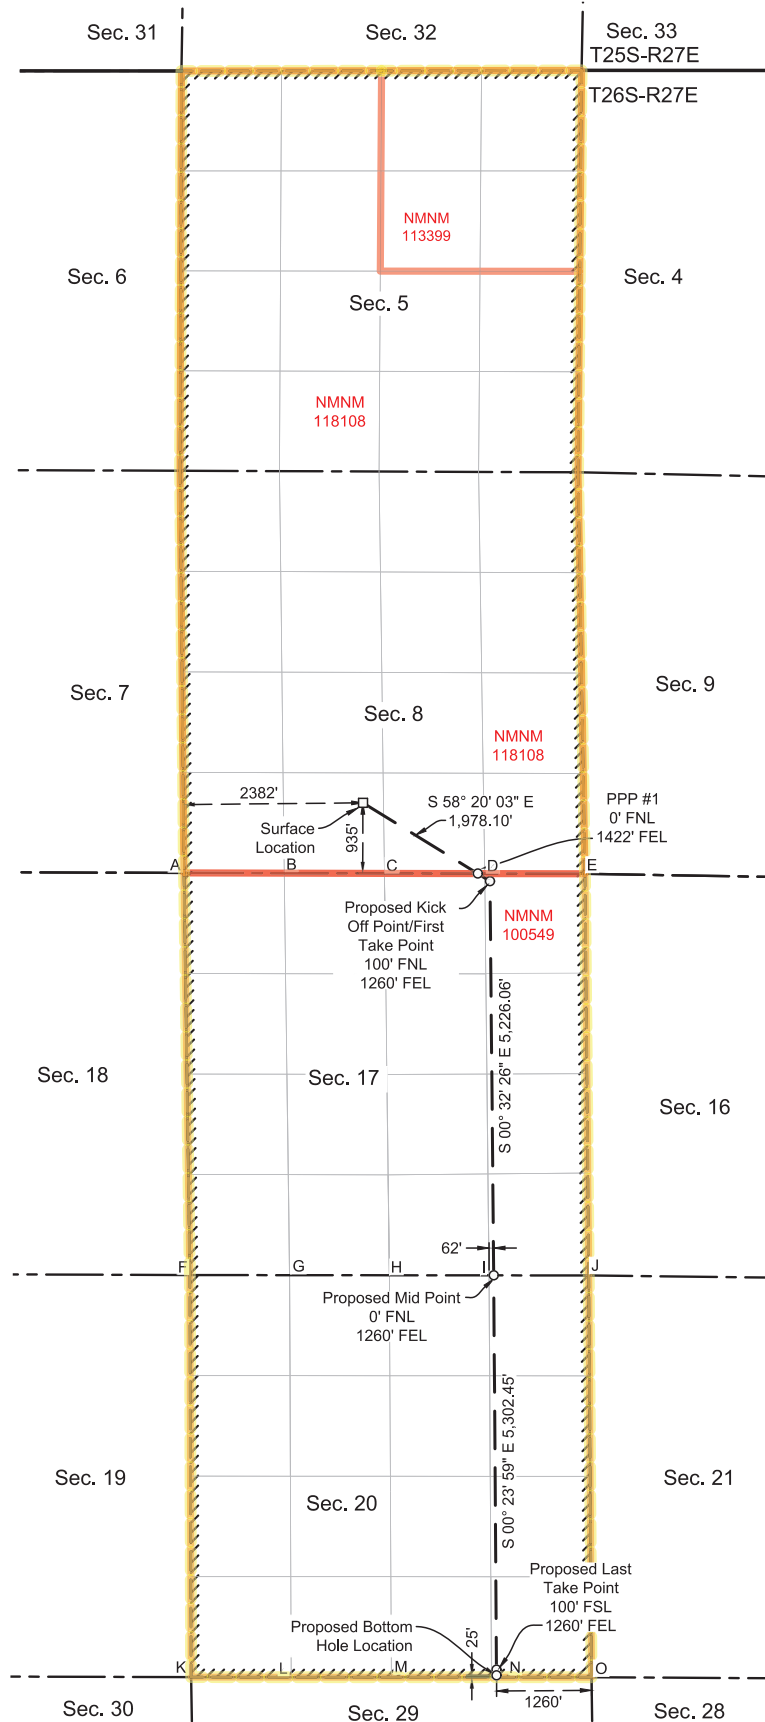 Sec. 31
Sec. 32
Sec. 33
T25S-R27E
T26S-R27E
NMNM
113399
Sec. 6
Sec. 4
Sec. 5
NMNM
118108
Sec. 7
Sec. 9
Sec. 8
NMNM
118108
2382'
S 58° 20' 03" E
1,978.10'
PPP #1
0' FNL
1422' FEL
Surface
Location
935'
A
B
C
D
E
Proposed Kick
Off Point/First
Take Point
100' FNL
1260' FEL
NMNM
100549
S 00° 32' 26" E 5,226.06'
Sec. 18
Sec. 17
Sec. 16
62'
F
G
H
I
J
Proposed Mid Point
0' FNL
1260' FEL
S 00° 23' 59" E 5,302.45'
Sec. 19
Sec. 21
Sec. 20
Proposed Last
Take Point
100' FSL
1260' FEL
Proposed Bottom
Hole Location
25'
K
L
M
N
O
1260'
Sec. 30
Sec. 29
Sec. 28